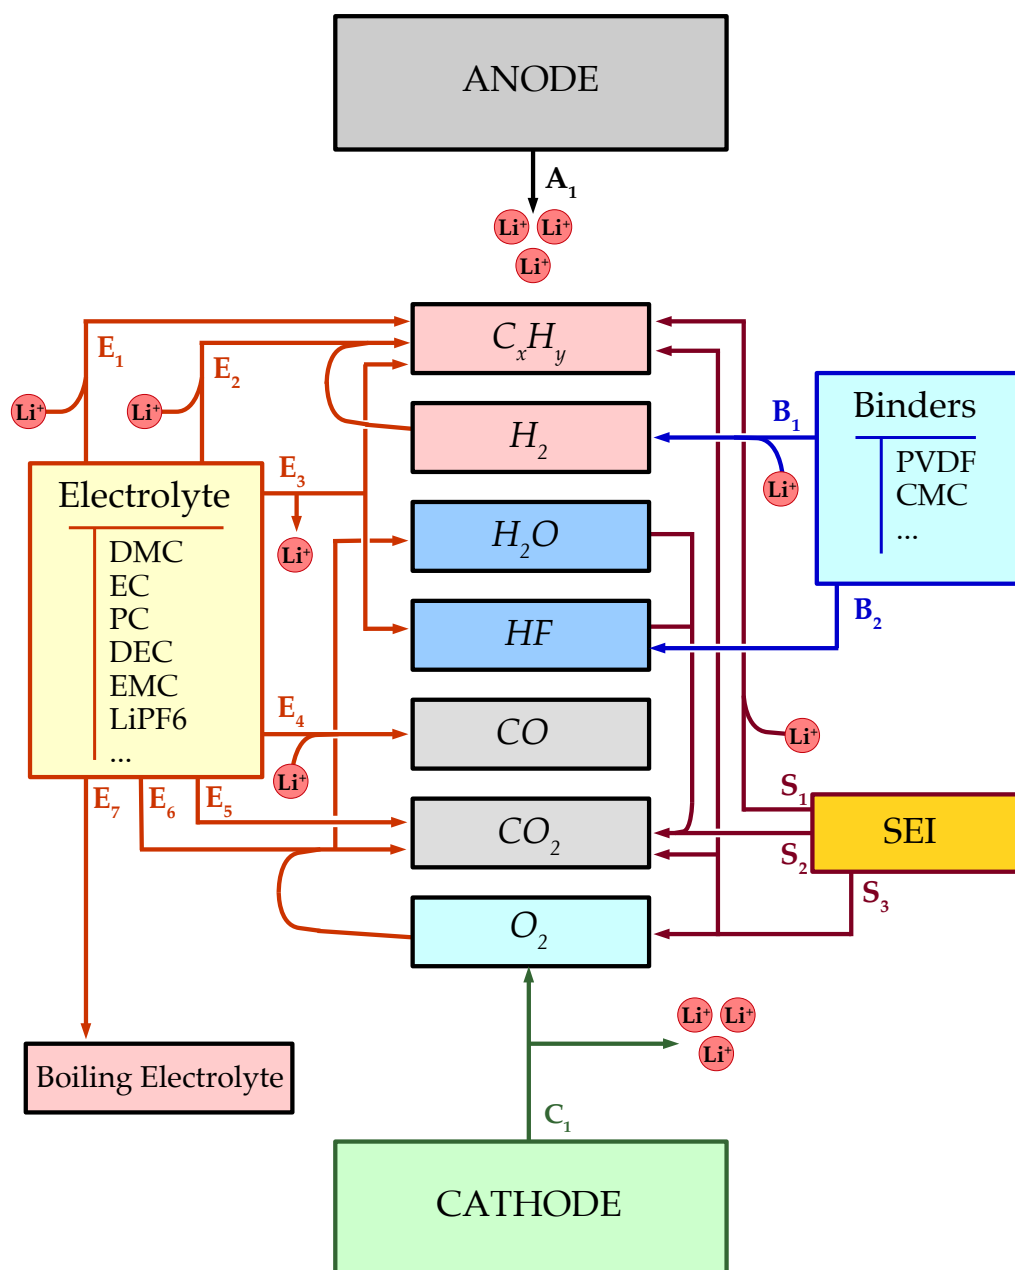 ANODE
A₁
Li⁺ Li⁺
Li⁺
CₓHᵧ
E₁
E₂
Li⁺
Li⁺
H₂
B₁
Li⁺
Binders
PVDF
CMC
...
B₂
Electrolyte
DMC
EC
PC
DEC
EMC
LiPF6
...
E₃
Li⁺
H₂O
HF
E₄
Li⁺
CO
Li⁺
S₁
E₇
E₆
E₅
CO₂
SEI
S₂
S₃
O₂
Li⁺ Li⁺
Li⁺
Boiling Electrolyte
C₁
CATHODE